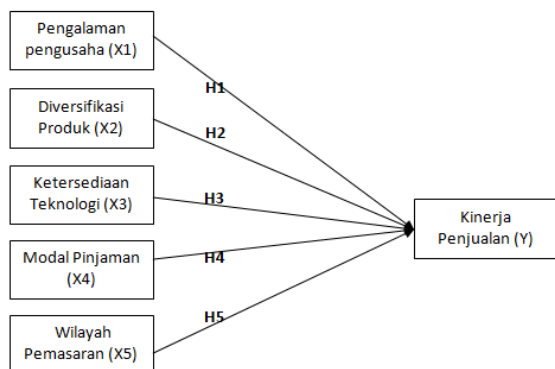 Pengalaman
pengusaha (X1)
H1
Diversifikasi
Produk (X2)
H2
Ketersediaan
Teknologi (X3)
H3
Kinerja
Penjualan (Y)
Modal Pinjaman
(X4)
H4
Wilayah
Pemasaran (X5)
H5